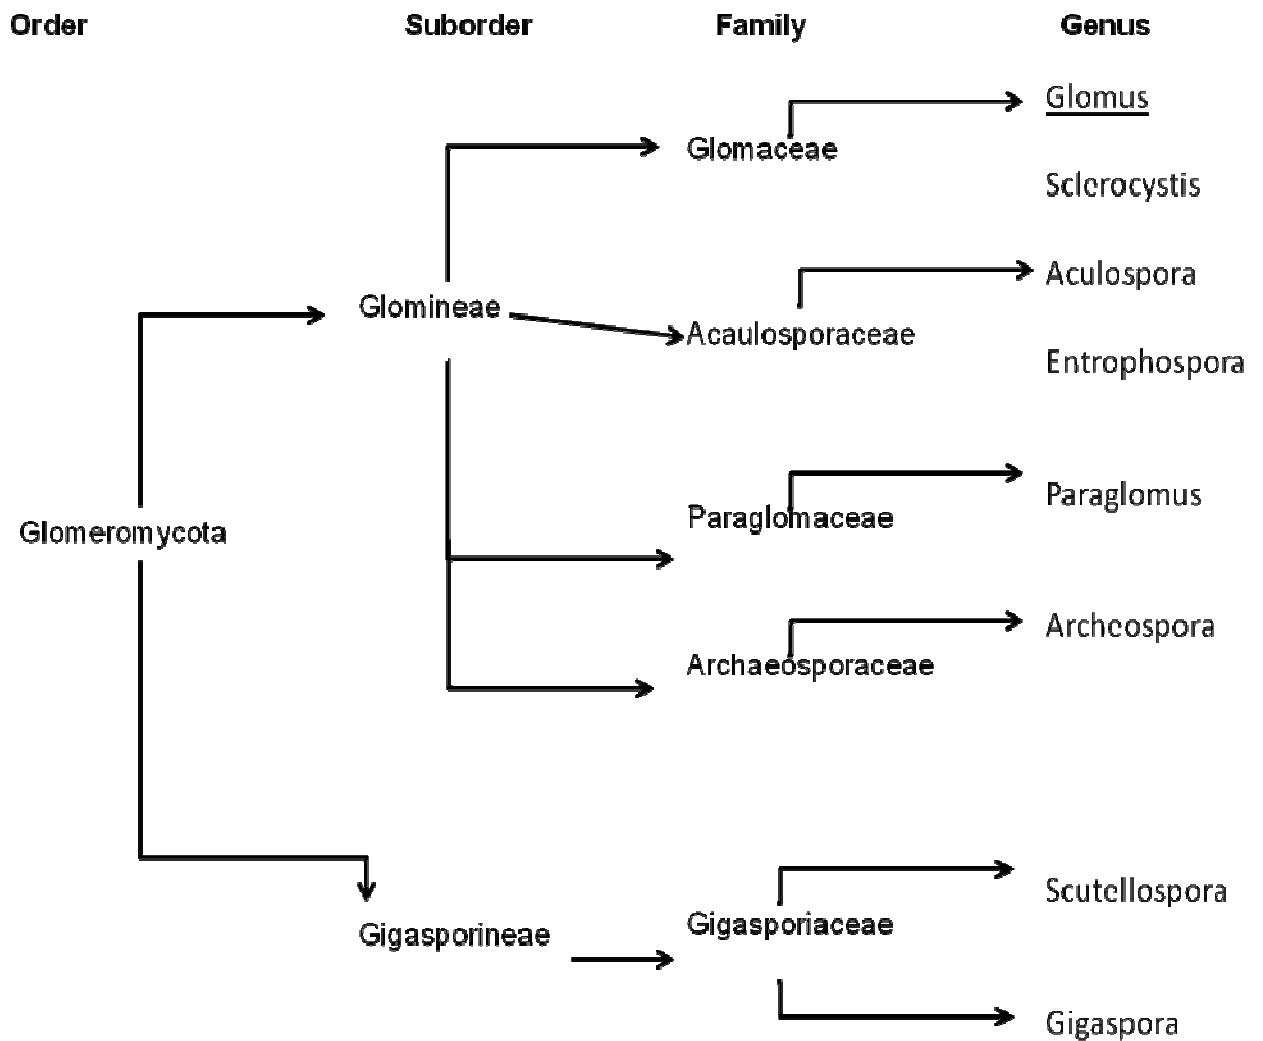 Order Suborder Family Genus
Glomus
Glomaceae
Sclerocystis
Aculospora
Glomineae
Acaulosporaceae
Entrophospora
Paraglomus
Paraglomaceae
Glomeromycota
Archeospora
Archaeosporaceae
Scutellospora
Gigasporiaceae
Gigasporineae
Gigaspora